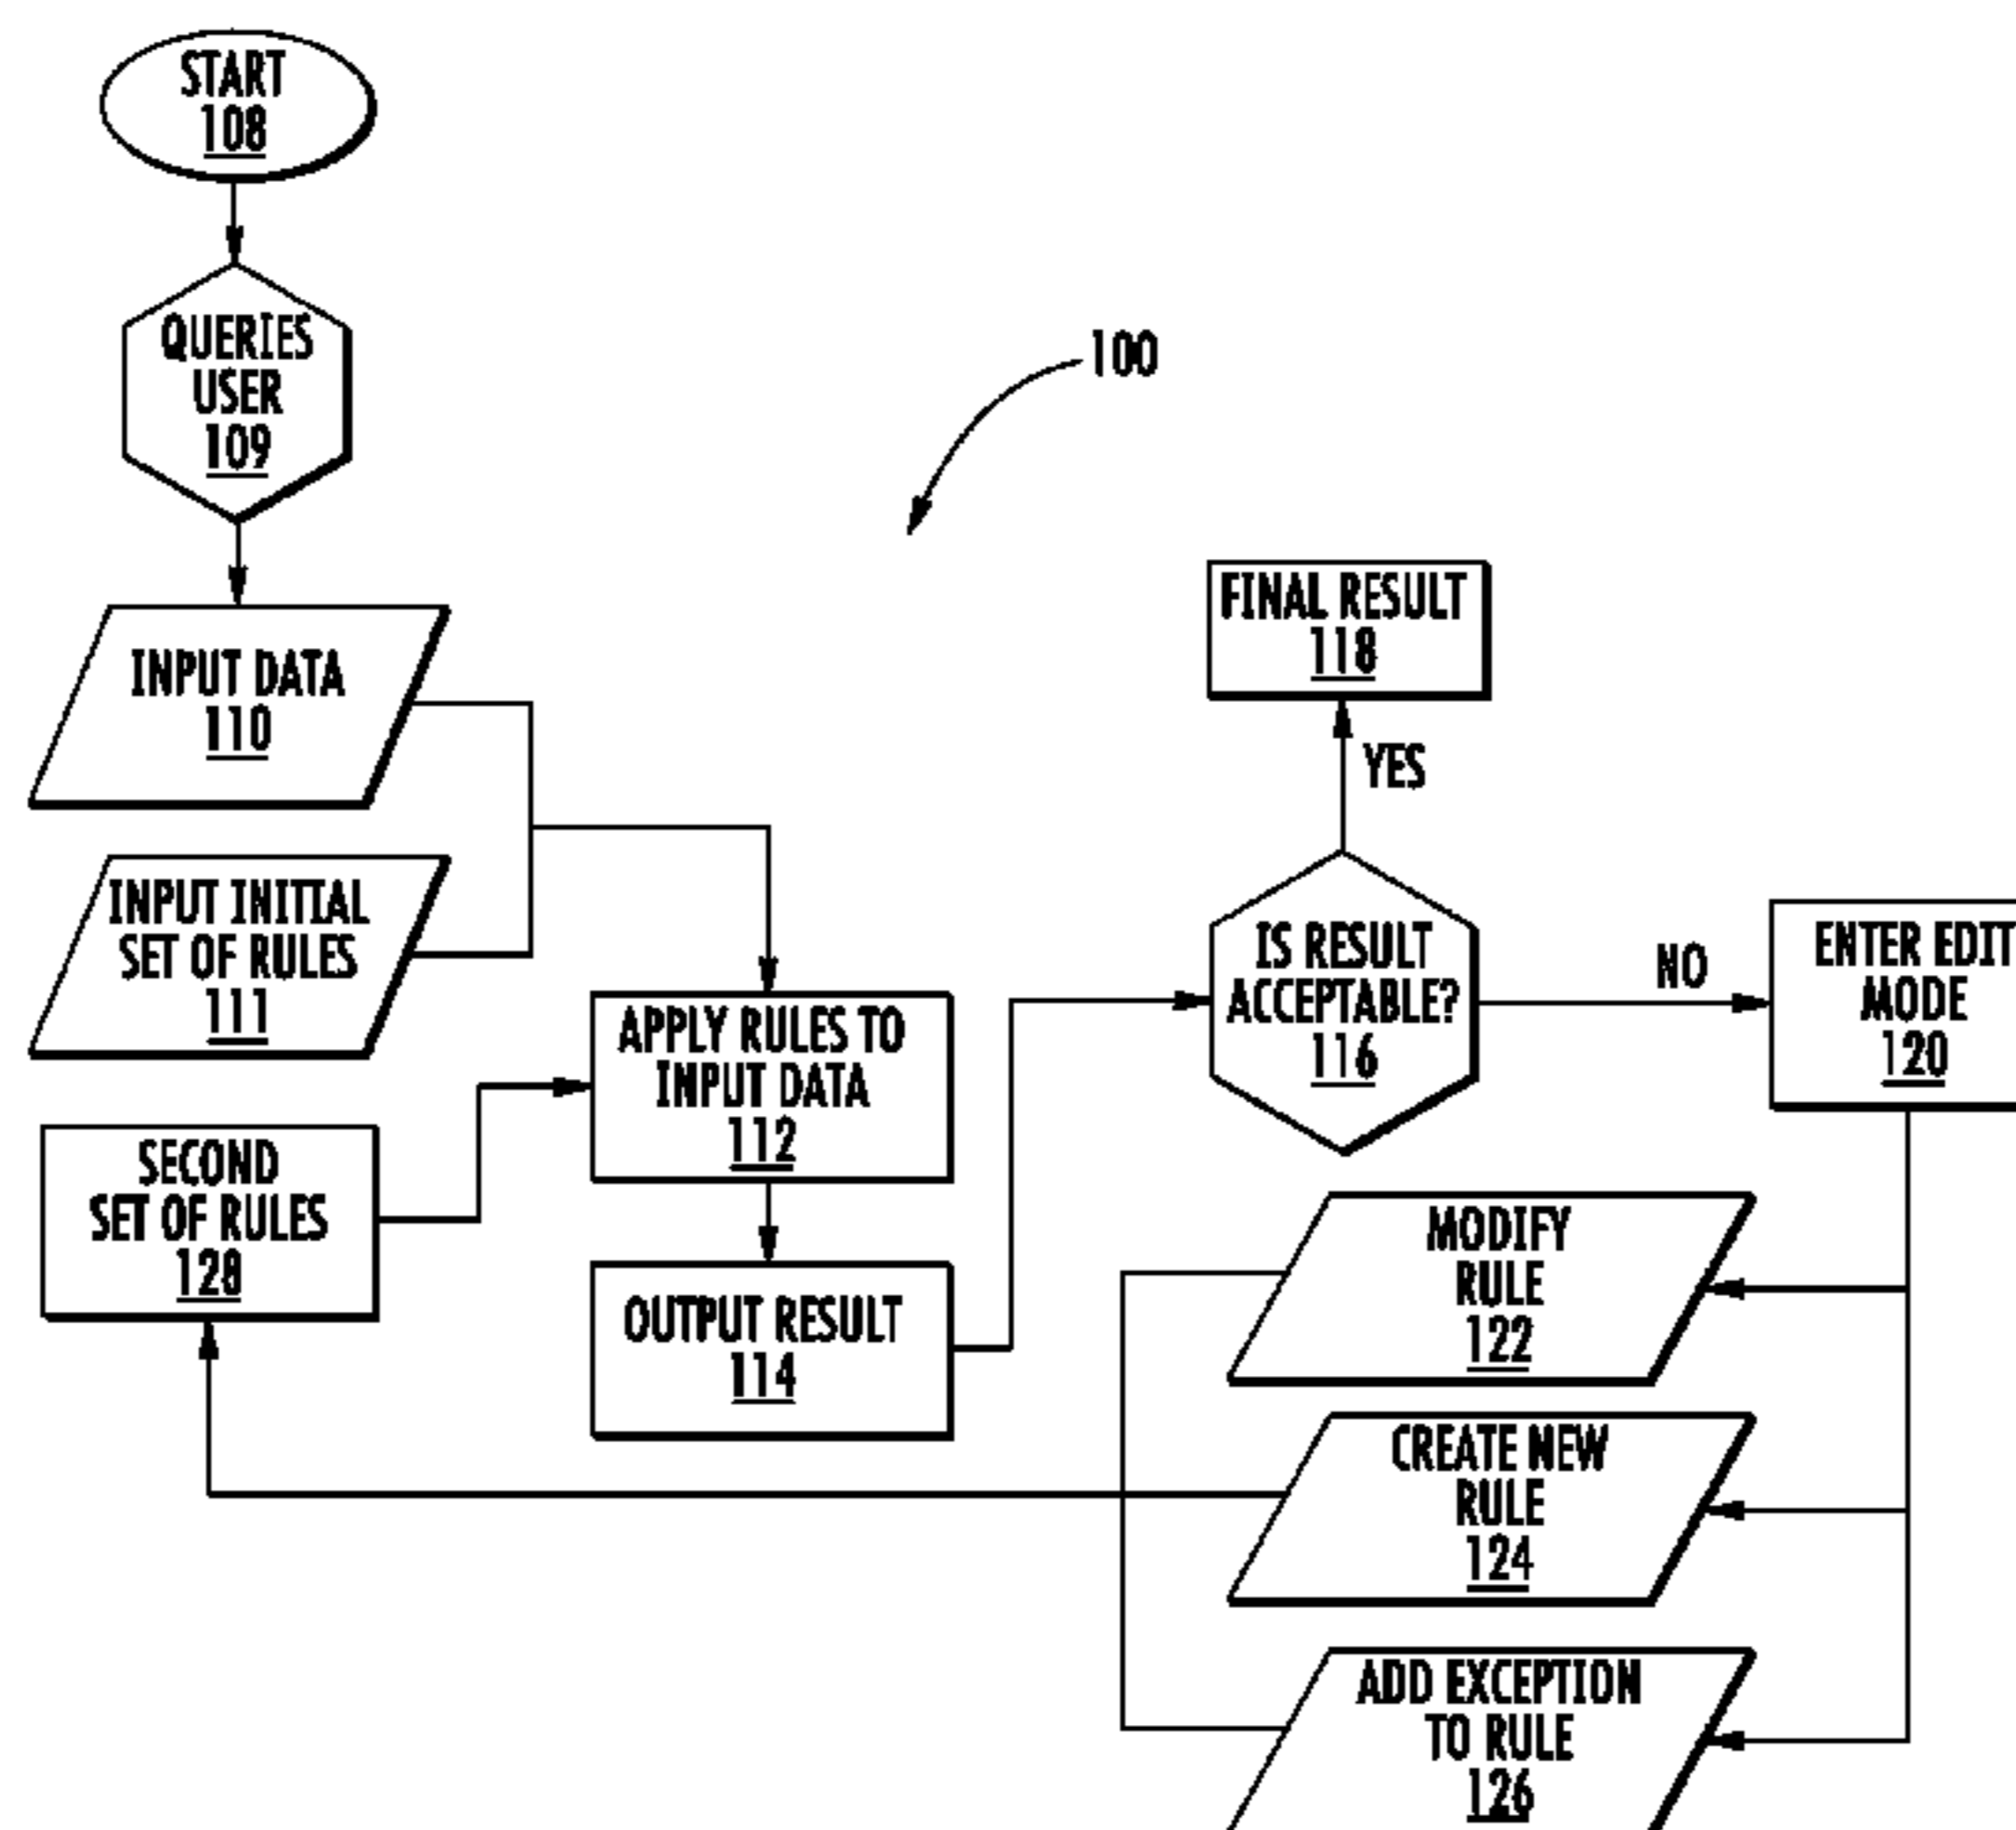 START
108
QUERIES
USER
109
100
INPUT DATA
110
INPUT INITIAL
SET OF RULES
111
SECOND
SET OF RULES
128
APPLY RULES TO
INPUT DATA
112
OUTPUT RESULT
114
FINAL RESULT
118
YES
IS RESULT
ACCEPTABLE?
116
NO
ENTER EDIT
MODE
120
MODIFY
RULE
122
CREATE NEW
RULE
124
ADD EXCEPTION
TO RULE
126